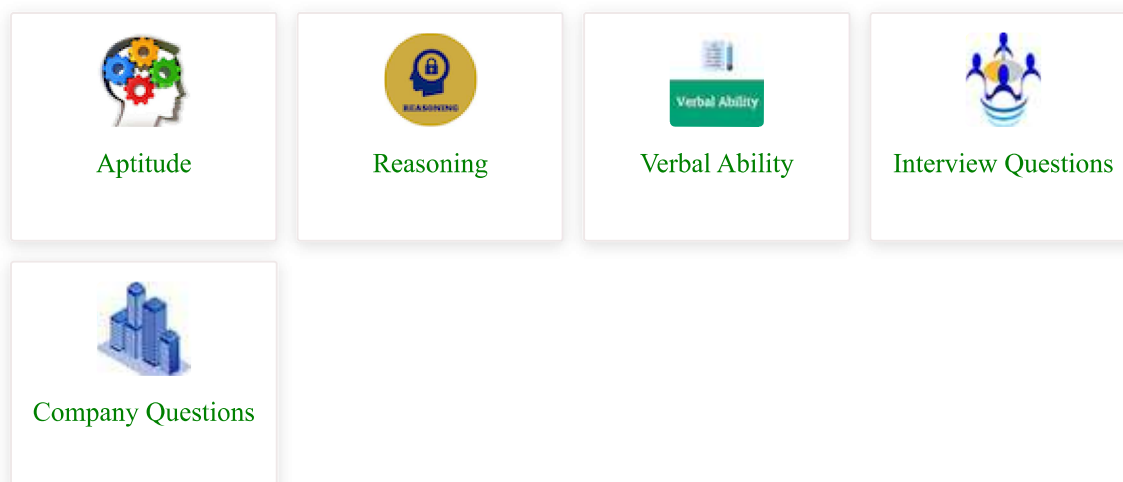 REASONING
Verbal Ability
Aptitude
Reasoning
Verbal Ability
Interview Questions
Company Questions